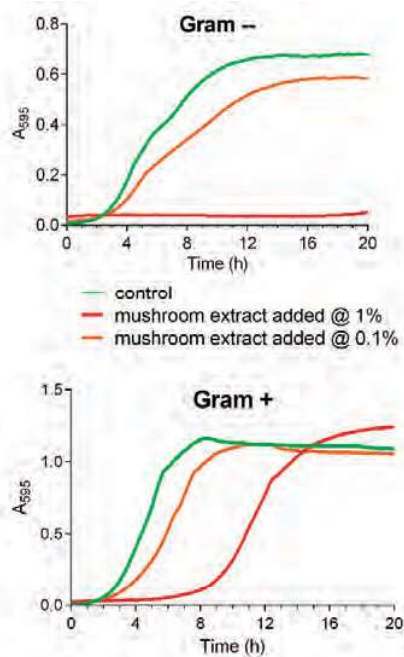 Gram --
0.8
0.6
0.4
0.2
0.0
A595
0 4 8 12 16 20
Time (h)
control
mushroom extract added @ 1%
mushroom extract added @ 0.1%
Gram +
1.5
1.0
0.5
0.0
A595
0 4 8 12 16 20
Time (h)